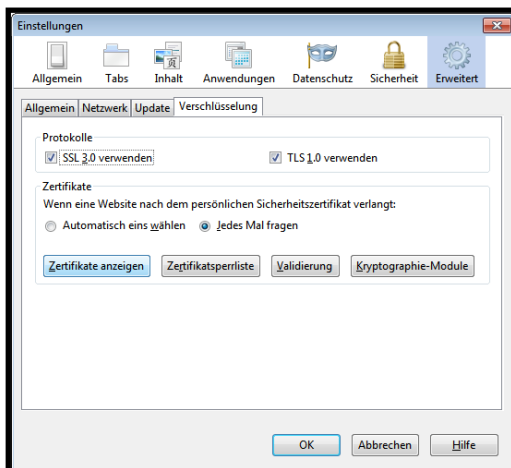 Einstellungen
Allgemein Tabs Inhalt Anwendungen Datenschutz Sicherheit Erweitert
Allgemein Netzwerk Update Verschlüsselung
Protokolle
SSL 3.0 verwenden TLS 1.0 verwenden
Zertifikate
Wenn eine Website nach dem persönlichen Sicherheitszertifikat verlangt:
Automatisch eins wählen Jedes Mal fragen
Zertifikate anzeigen Zertifikatsperrliste Validierung Kryptographie-Module
OK Abbrechen Hilfe